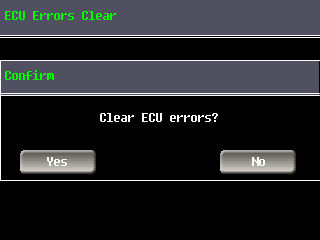 ECU Errors Clear
Confirm
Clear ECU errors?
Yes No